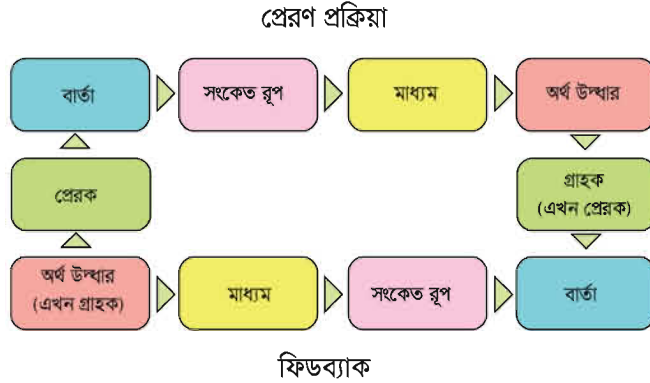 প্রেরণ প্রক্রিয়া
বার্তা
সংকেত রূপ
মাধ্যম
অর্থ উদ্ধার
প্রেরক
গ্রাহক
(এখন প্রেরক)
অর্থ উদ্ধার
(এখন গ্রাহক)
মাধ্যম
সংকেত রূপ
বার্তা
ফিডব্যাক